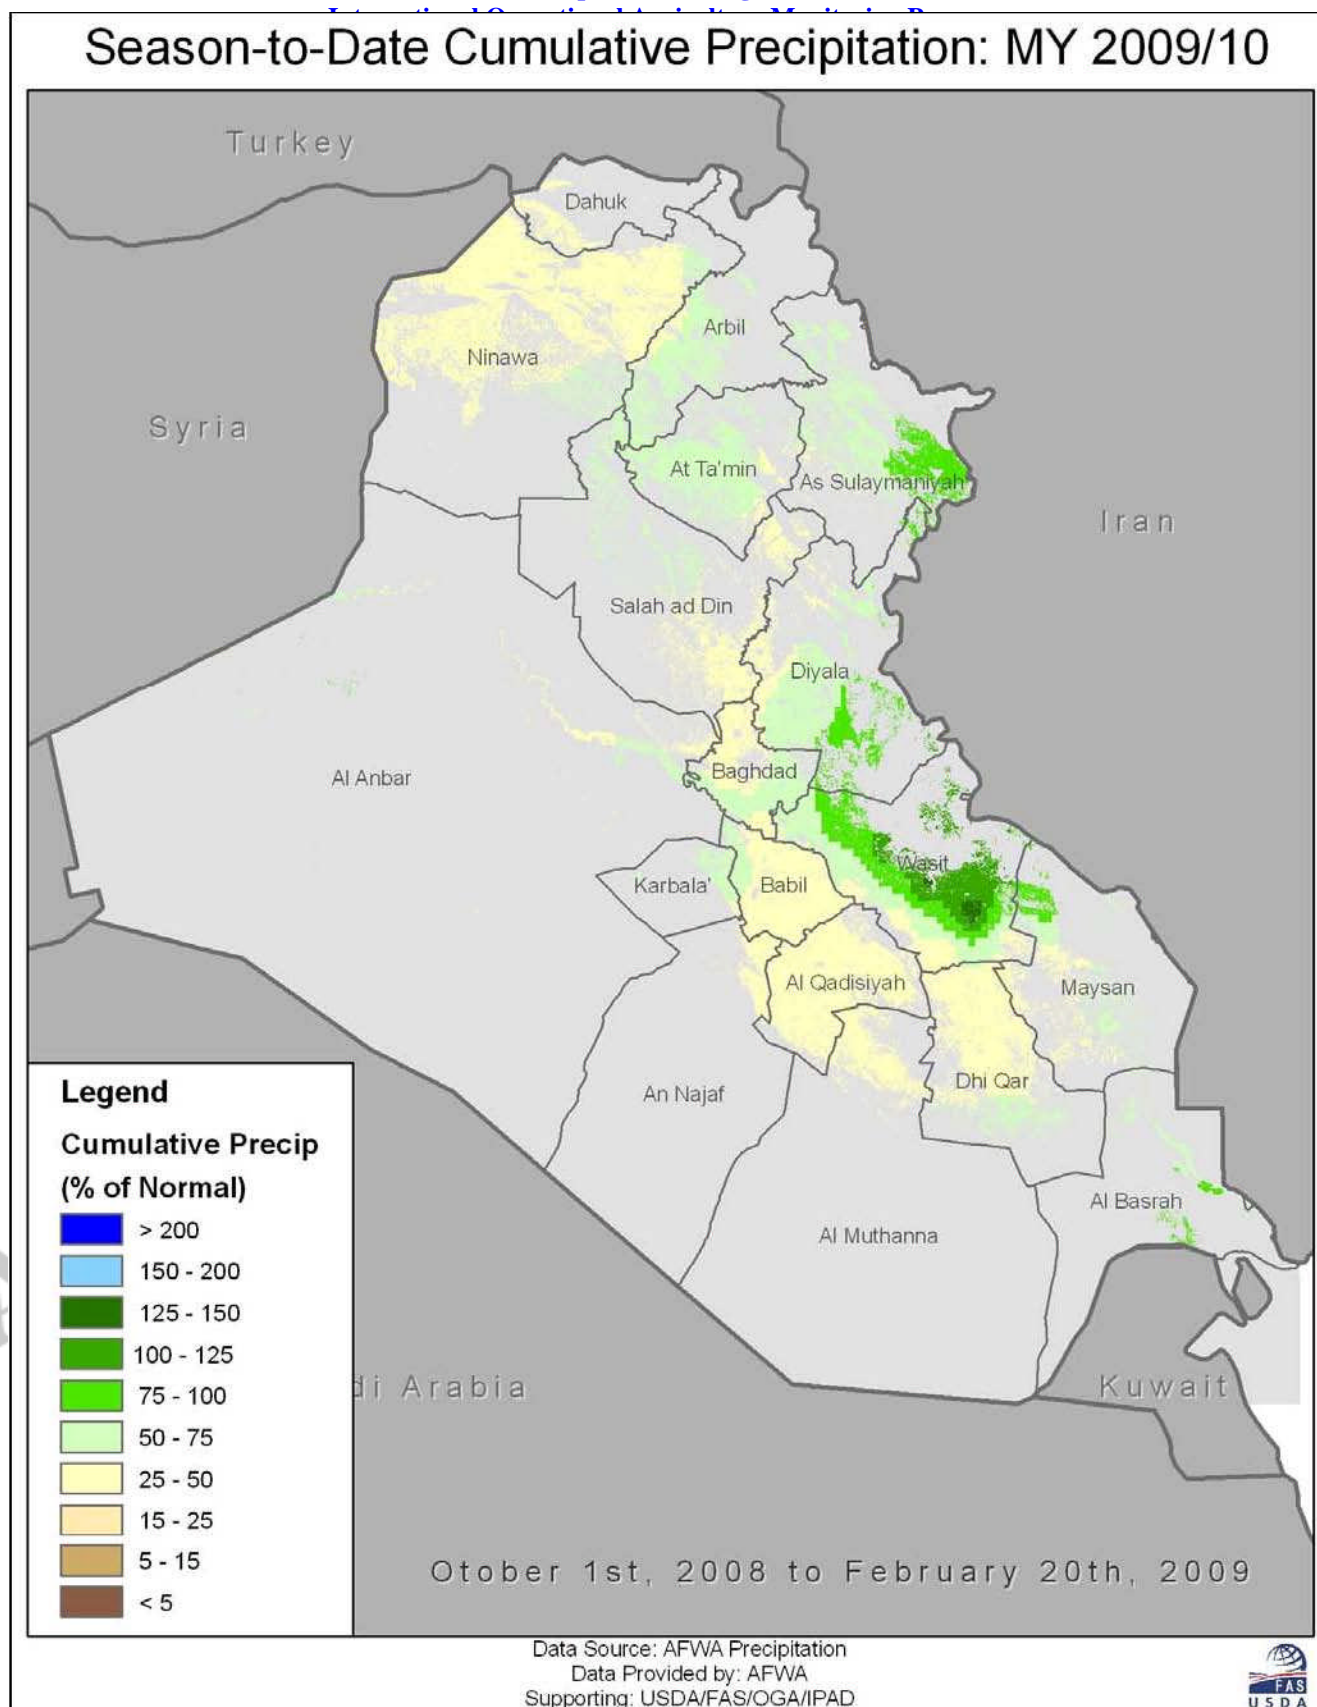 Season-to-Date Cumulative Precipitation: MY 2009/10
Turkey
Dahuk
Arbil
Ninawa
Syria
At Ta'min
As Sulaymaniyah
Iran
Salah ad Din
Diyala
Al Anbar
Baghdad
Wasit
Karbala'
Babil
Al Qadisiyah
Maysan
An Najaf
Dhi Qar
Al Basrah
Al Muthanna
Kuwait
di Arabia
Legend
Cumulative Precip
(% of Normal)
> 200
150 - 200
125 - 150
100 - 125
75 - 100
50 - 75
25 - 50
15 - 25
5 - 15
< 5
Otober 1st, 2008 to February 20th, 2009
Data Source: AFWA Precipitation
Data Provided by: AFWA
Supporting: USDA/FAS/OGA/IPAD
FAS
USDA